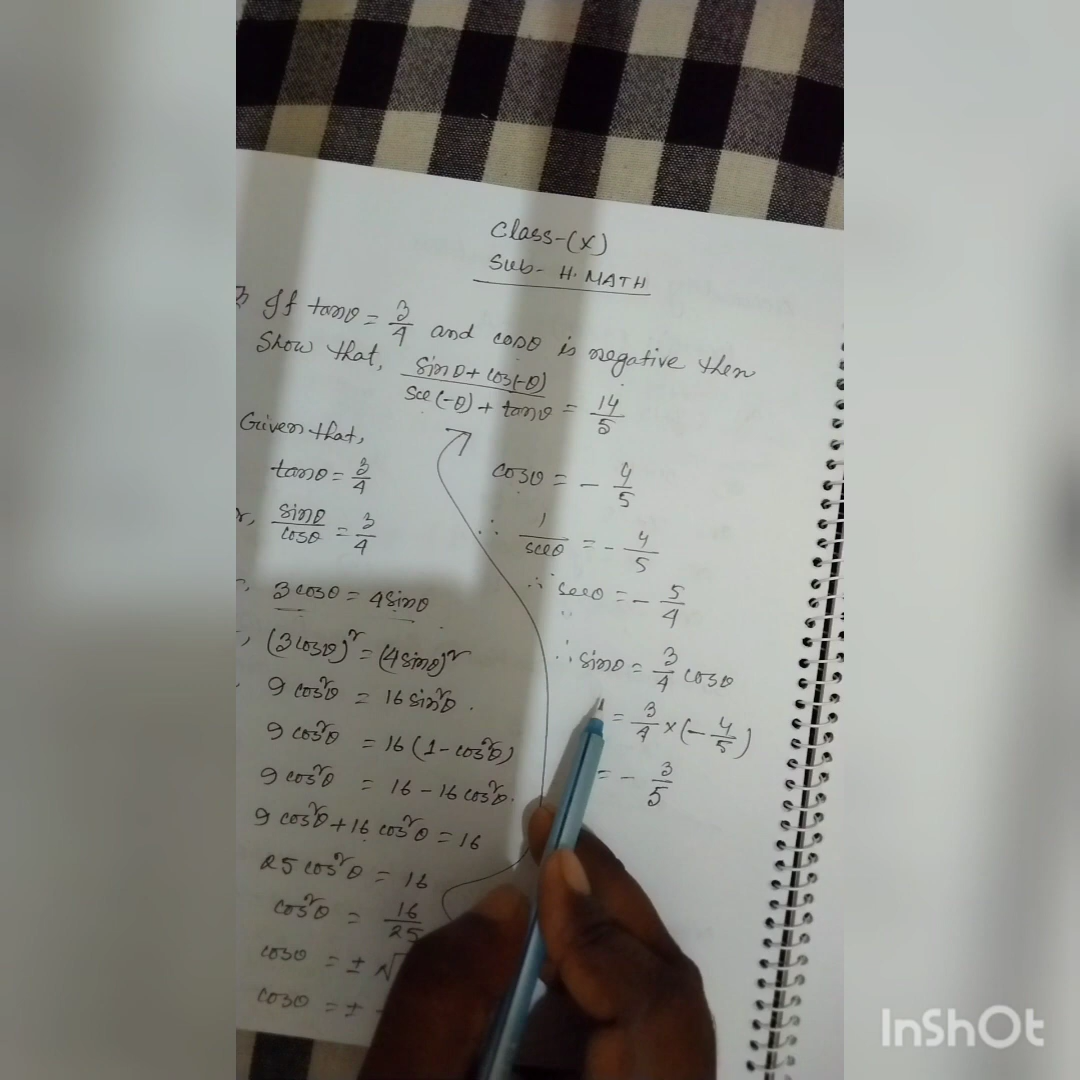 Class-(X)
Sub- H. MATH
If tanθ = 3/4 and cosθ is negative then
Show that, sinθ + cos(-θ) / sec(-θ) + tanθ = 14/5
Given that,
tanθ = 3/4
sinθ/cosθ = 3/4
3cosθ = 4sinθ
(3cosθ)² = (4sinθ)²
9cos²θ = 16sin²θ.
9cos²θ = 16(1-cos²θ)
9cos²θ = 16-16cos²θ.
9cos²θ+16cos²θ = 16
25cos²θ = 16
cos²θ = 16/25
cosθ = ±√
cosθ = ±
cosθ = - 4/5
∴ 1/secθ = - 4/5
∴ secθ = - 5/4
∴ sinθ = 3/4 cosθ
= 3/4 × (- 4/5)
= - 3/5
InShOt